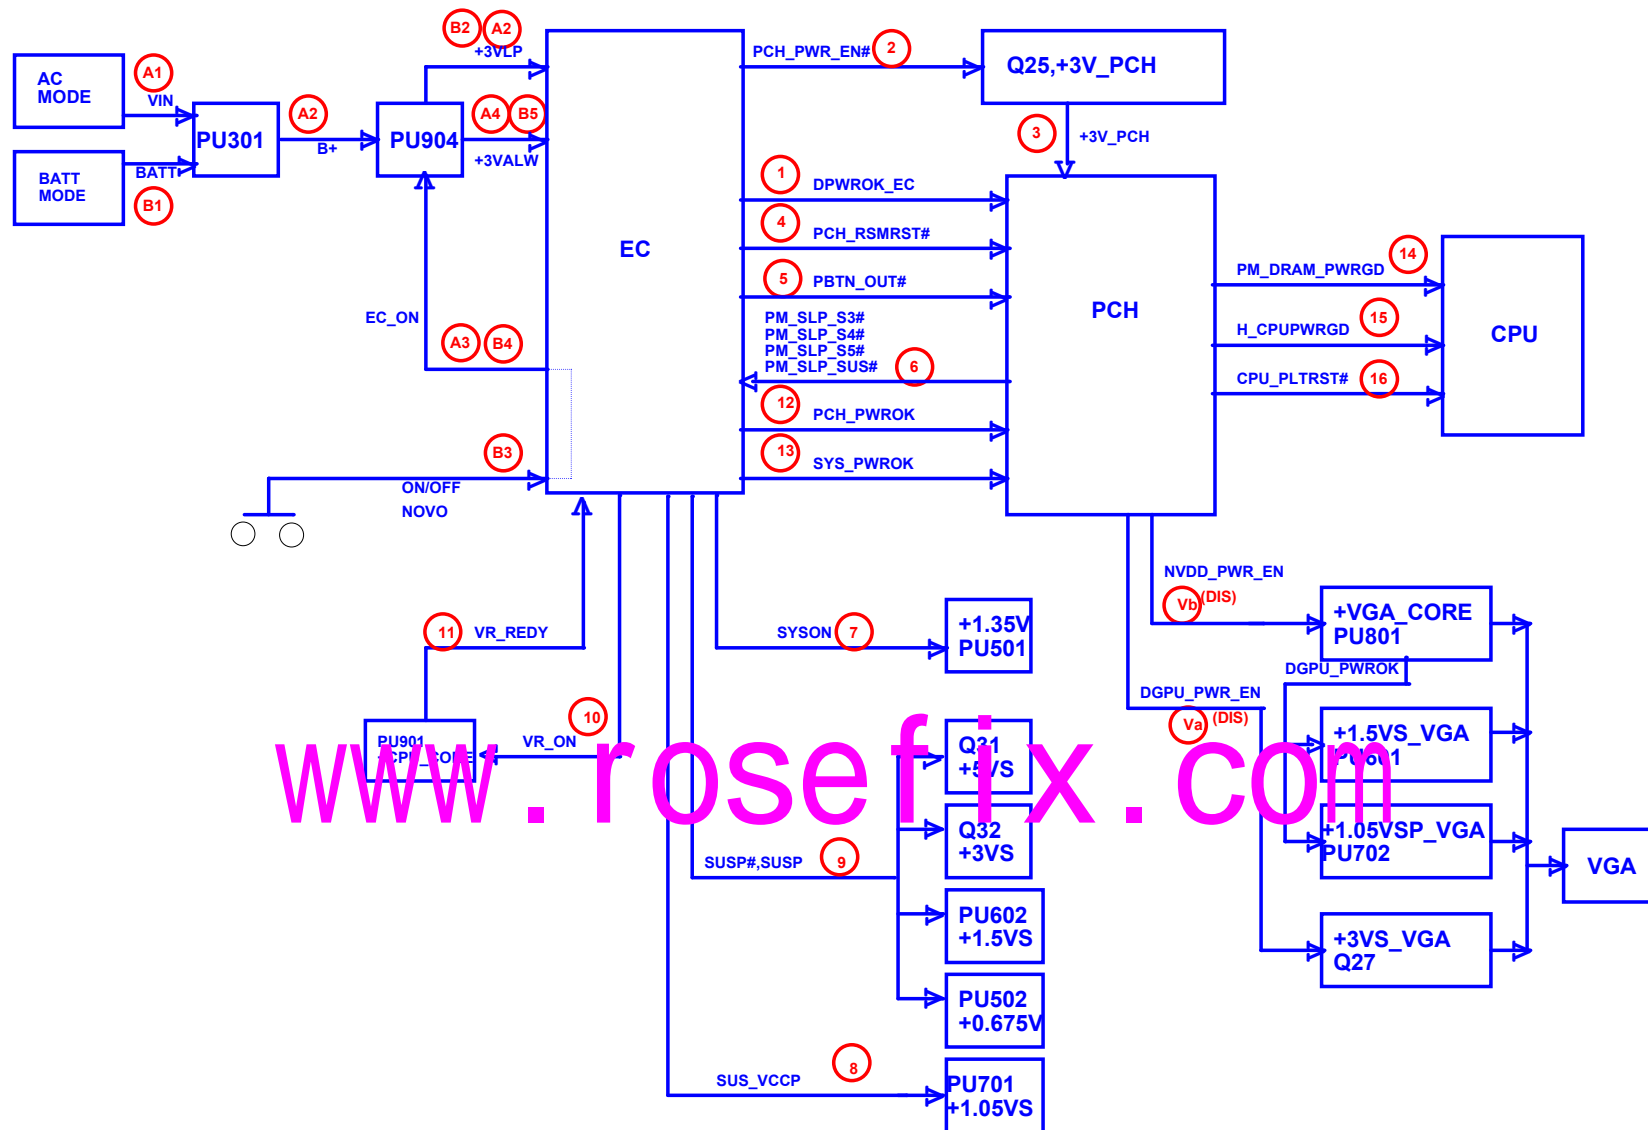 B2
A2
+3VLP
AC
MODE
A1
VIN
PU301
A2
B+
PU904
A4
B5
+3VALW
BATT
MODE
BATT
B1
EC
EC_ON
A3
B4
B3
ON/OFF
NOVO
PCH_PWR_EN#
2
Q25,+3V_PCH
3
+3V_PCH
1
DPWROK_EC
4
PCH_RSMRST#
5
PBTN_OUT#
PM_SLP_S3#
PM_SLP_S4#
PM_SLP_S5#
PM_SLP_SUS#
6
12
PCH_PWROK
13
SYS_PWROK
PCH
PM_DRAM_PWRGD
14
H_CPUPWRGD
15
CPU_PLTRST#
16
CPU
11
VR_REDY
10
VR_ON
PU901
+CPU_CORE
SYSON
7
+1.35V
PU501
Q31
+5VS
Q32
+3VS
SUSP#,SUSP
9
PU602
+1.5VS
PU502
+0.675V
SUS_VCCP
8
PU701
+1.05VS
NVDD_PWR_EN
Vb
(DIS)
+VGA_CORE
PU801
DGPU_PWROK
DGPU_PWR_EN
Va
(DIS)
+1.5VS_VGA
PU601
+1.05VSP_VGA
PU702
+3VS_VGA
Q27
VGA
www.rosefix.com